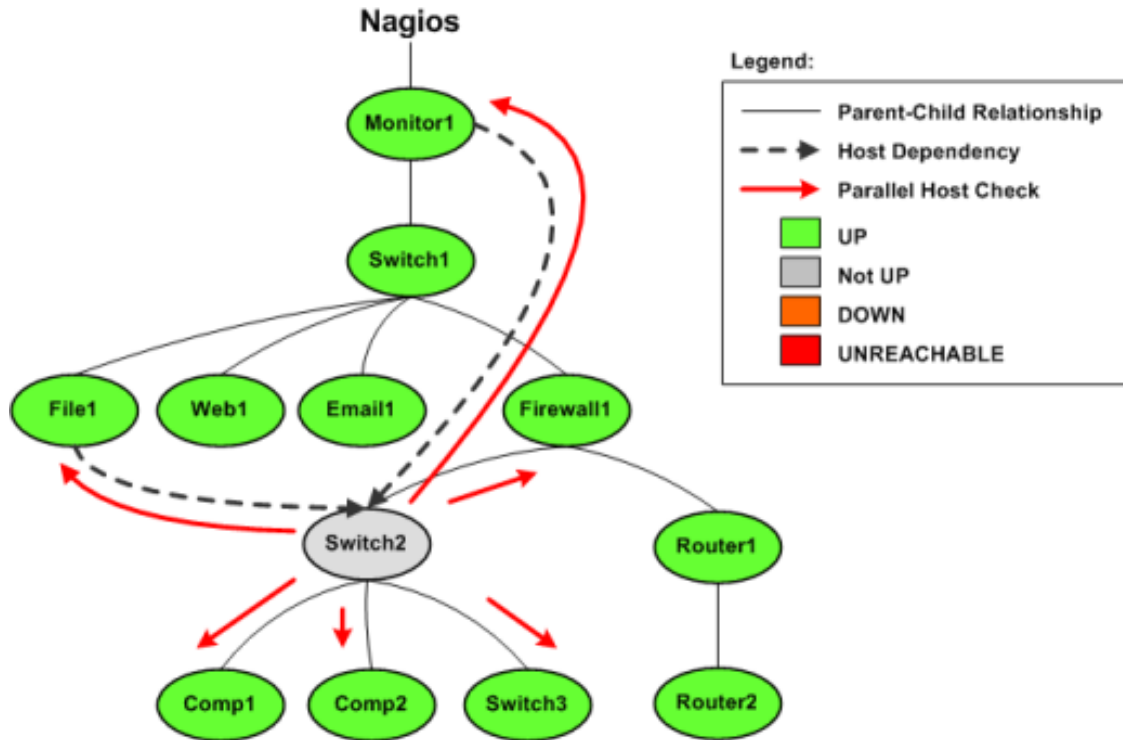 Nagios
Monitor1
Switch1
File1
Web1
Email1
Firewall1
Switch2
Router1
Comp1
Comp2
Switch3
Router2
Legend:
Parent-Child Relationship
Host Dependency
Parallel Host Check
UP
Not UP
DOWN
UNREACHABLE